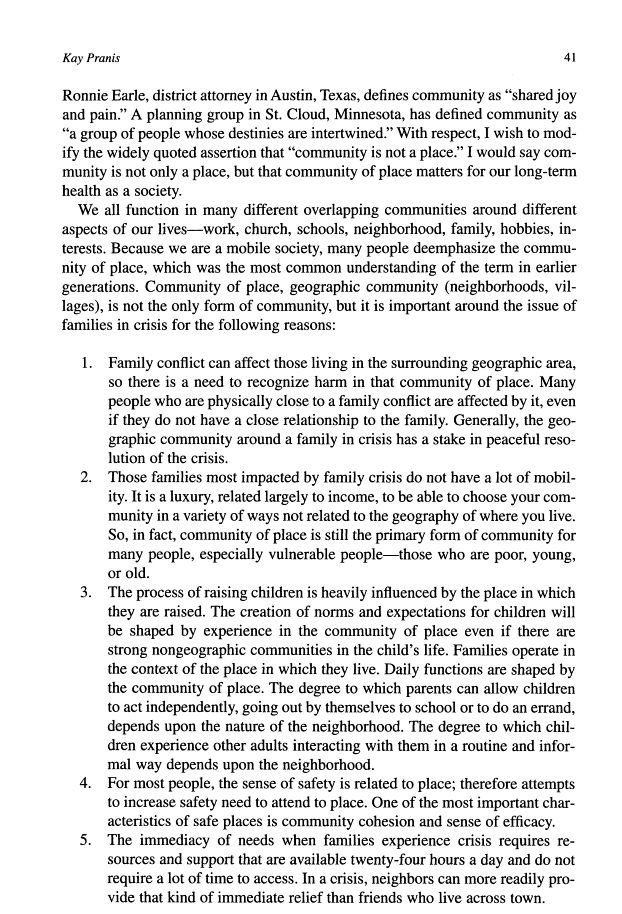 Kay Pranis 41
Ronnie Earle, district attorney in Austin, Texas, defines community as “shared joy
and pain.” A planning group in St. Cloud, Minnesota, has defined community as
“a group of people whose destinies are intertwined.” With respect, I wish to mod-
ify the widely quoted assertion that “community is not a place.” I would say com-
munity is not only a place, but that community of place matters for our long-term
health as a society.
We all function in many different overlapping communities around different
aspects of our lives—work, church, schools, neighborhood, family, hobbies, in-
terests. Because we are a mobile society, many people deemphasize the commu-
nity of place, which was the most common understanding of the term in earlier
generations. Community of place, geographic community (neighborhoods, vil-
lages), is not the only form of community, but it is important around the issue of
families in crisis for the following reasons:
1. Family conflict can affect those living in the surrounding geographic area,
so there is a need to recognize harm in that community of place. Many
people who are physically close to a family conflict are affected by it, even
if they do not have a close relationship to the family. Generally, the geo-
graphic community around a family in crisis has a stake in peaceful reso-
lution of the crisis.
2. Those families most impacted by family crisis do not have a lot of mobil-
ity. It is a luxury, related largely to income, to be able to choose your com-
munity in a variety of ways not related to the geography of where you live.
So, in fact, community of place is still the primary form of community for
many people, especially vulnerable people—those who are poor, young,
or old.
3. The process of raising children is heavily influenced by the place in which
they are raised. The creation of norms and expectations for children will
be shaped by experience in the community of place even if there are
strong nongeographic communities in the child’s life. Families operate in
the context of the place in which they live. Daily functions are shaped by
the community of place. The degree to which parents can allow children
to act independently, going out by themselves to school or to do an errand,
depends upon the nature of the neighborhood. The degree to which chil-
dren experience other adults interacting with them in a routine and infor-
mal way depends upon the neighborhood.
4. For most people, the sense of safety is related to place; therefore attempts
to increase safety need to attend to place. One of the most important char-
acteristics of safe places is community cohesion and sense of efficacy.
5. The immediacy of needs when families experience crisis requires re-
sources and support that are available twenty-four hours a day and do not
require a lot of time to access. In a crisis, neighbors can more readily pro-
vide that kind of immediate relief than friends who live across town.